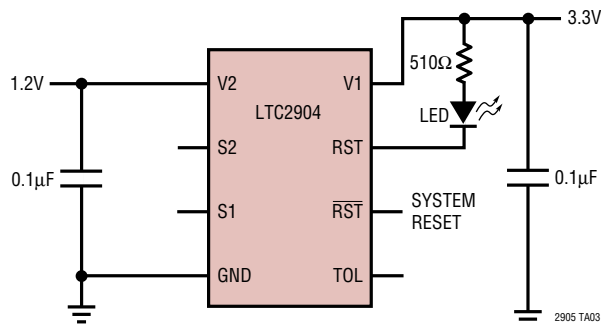 3.3V
510Ω
1.2V
V2
V1
LTC2904
LED
S2
RST
0.1µF
0.1µF
S1
RST
SYSTEM
RESET
GND
TOL
2905 TA03